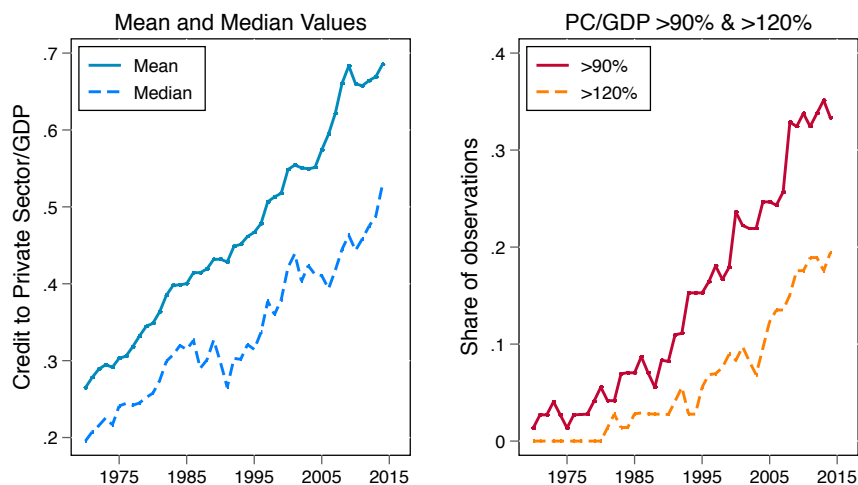 Mean and Median Values
Credit to Private Sector/GDP
Mean
Median
.7
.6
.5
.4
.3
.2
1975 1985 1995 2005 2015
PC/GDP >90% & >120%
Share of observations
>90%
>120%
.4
.3
.2
.1
0
1975 1985 1995 2005 2015